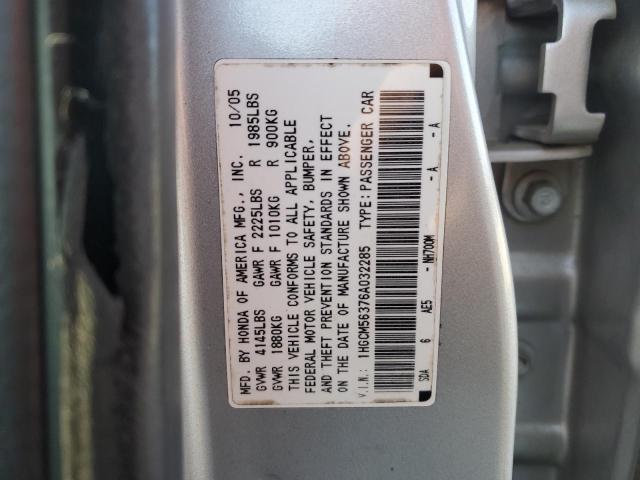 MFD. BY HONDA OF AMERICA MFG., INC. 10/05
GVWR 4145LBS GAWR F 2225LBS R 1985LBS
GVWR 1880KG GAWR F 1010KG R 900KG
THIS VEHICLE CONFORMS TO ALL APPLICABLE
FEDERAL MOTOR VEHICLE SAFETY, BUMPER,
AND THEFT PREVENTION STANDARDS IN EFFECT
ON THE DATE OF MANUFACTURE SHOWN ABOVE.
V.I.N.: 1HGCM56376A032285 TYPE: PASSENGER CAR
SDA 6 AE5 - NH700M - A - A